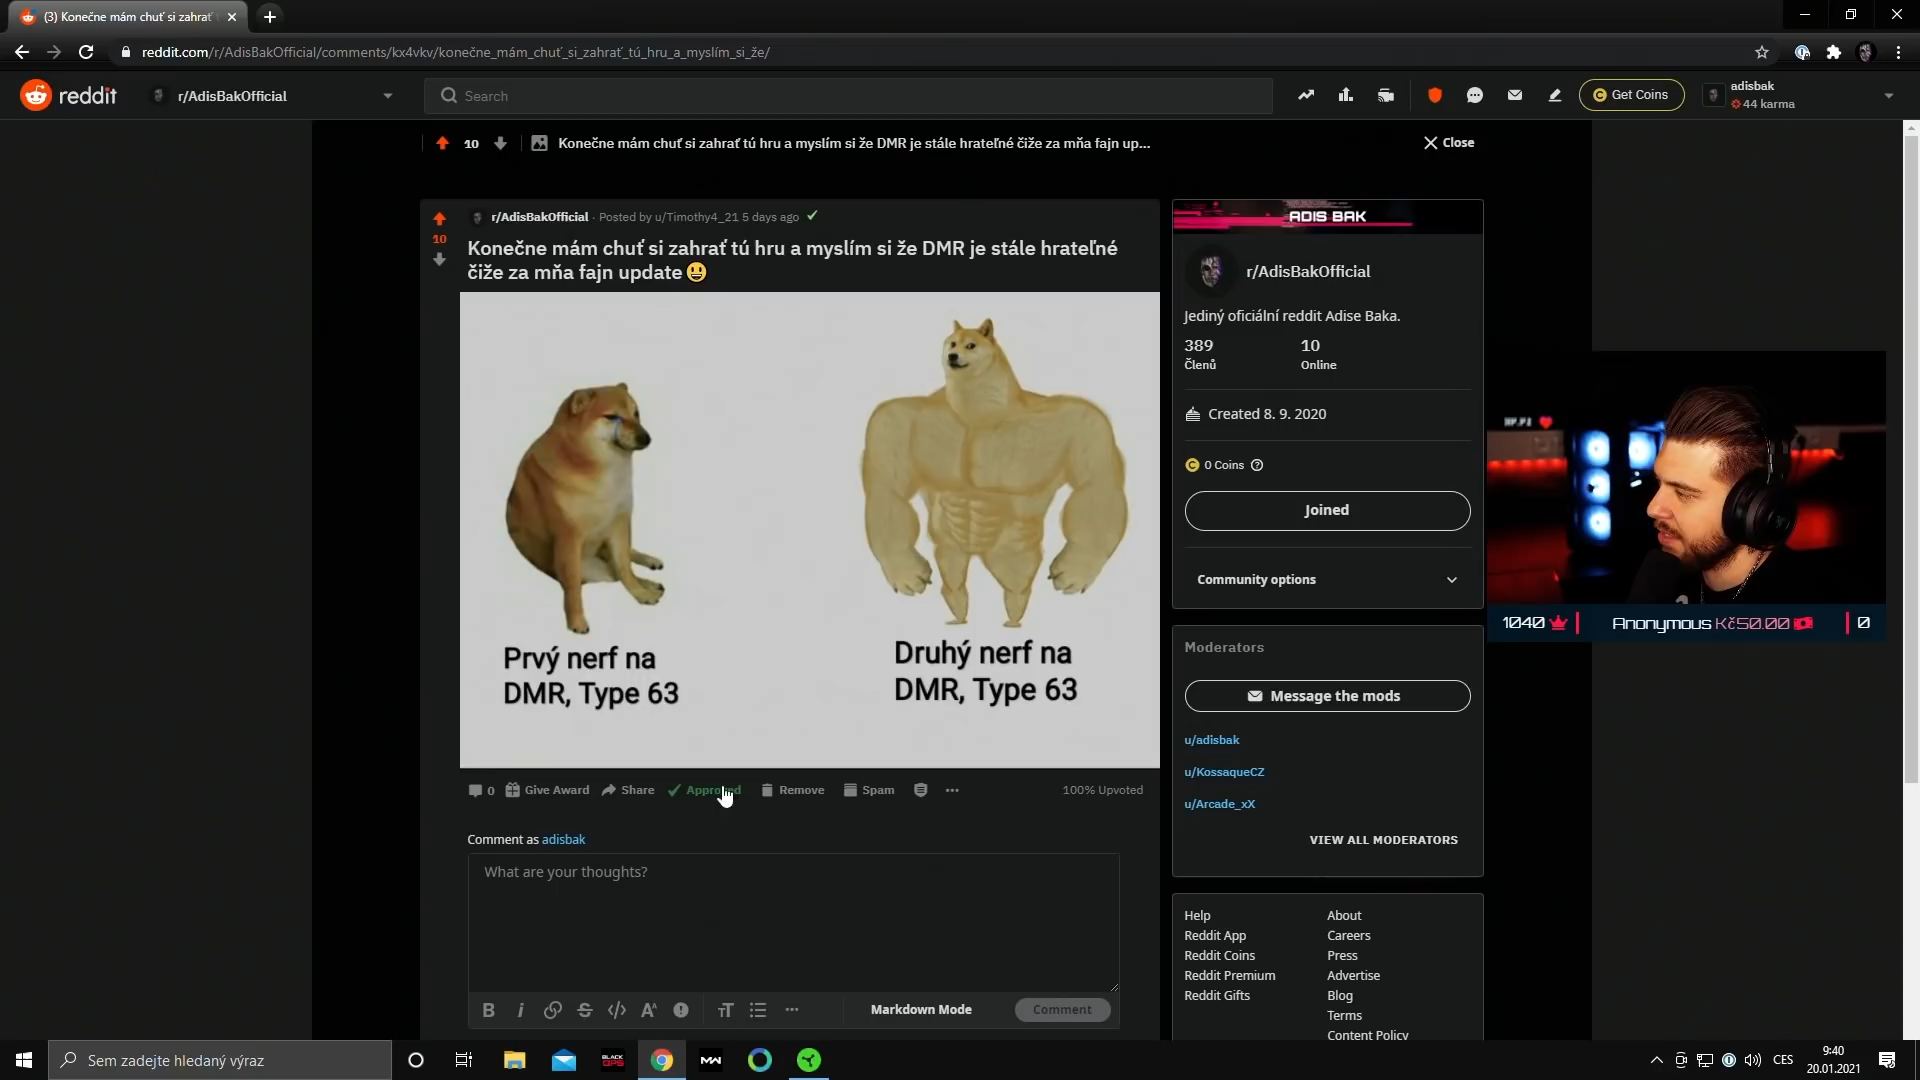 (3) Konečne mám chuť si zahrať
reddit.com/r/AdisBakOfficial/comments/kx4vkv/konečne_mám_chuť_si_zahrať_tú_hru_a_myslím_si_že/
reddit
r/AdisBakOfficial
Search
Get Coins
adisbak
44 karma
10
Konečne mám chuť si zahrať tú hru a myslím si že DMR je stále hrateľné čiže za mňa fajn up...
Close
r/AdisBakOfficial · Posted by u/Timothy4_21 5 days ago
10
Konečne mám chuť si zahrať tú hru a myslím si že DMR je stále hrateľné
čiže za mňa fajn update😃
Prvý nerf na
DMR, Type 63
Druhý nerf na
DMR, Type 63
0
Give Award
Share
Approved
Remove
Spam
100% Upvoted
Comment as adisbak
What are your thoughts?
Markdown Mode
Comment
ADIS BAK
r/AdisBakOfficial
Jediný oficiální reddit Adise Baka.
389
10
Členů
Online
Created 8. 9. 2020
0 Coins
Joined
Community options
Moderators
Message the mods
u/adisbak
u/KossaqueCZ
u/Arcade_xX
VIEW ALL MODERATORS
Help
About
Reddit App
Careers
Reddit Coins
Press
Reddit Premium
Advertise
Reddit Gifts
Blog
Terms
Content Policy
1040
Anonymous Kč50.00
0
Sem zadejte hledaný výraz
BLACK
OPS
MW
CES
9:40
20.01.2021